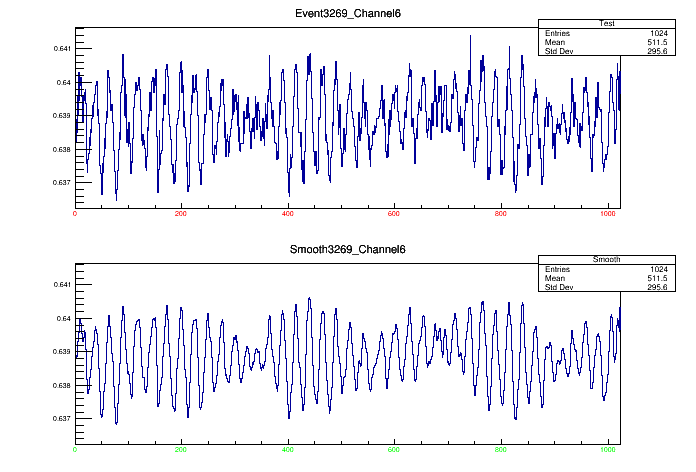 Event3269_Channel6
Test
Entries 1024
Mean 511.5
Std Dev 295.6
0.641
0.64
0.639
0.638
0.637
0 200 400 600 800 1000
Smooth3269_Channel6
Smooth
Entries 1024
Mean 511.5
Std Dev 295.6
0.641
0.64
0.639
0.638
0.637
0 200 400 600 800 1000